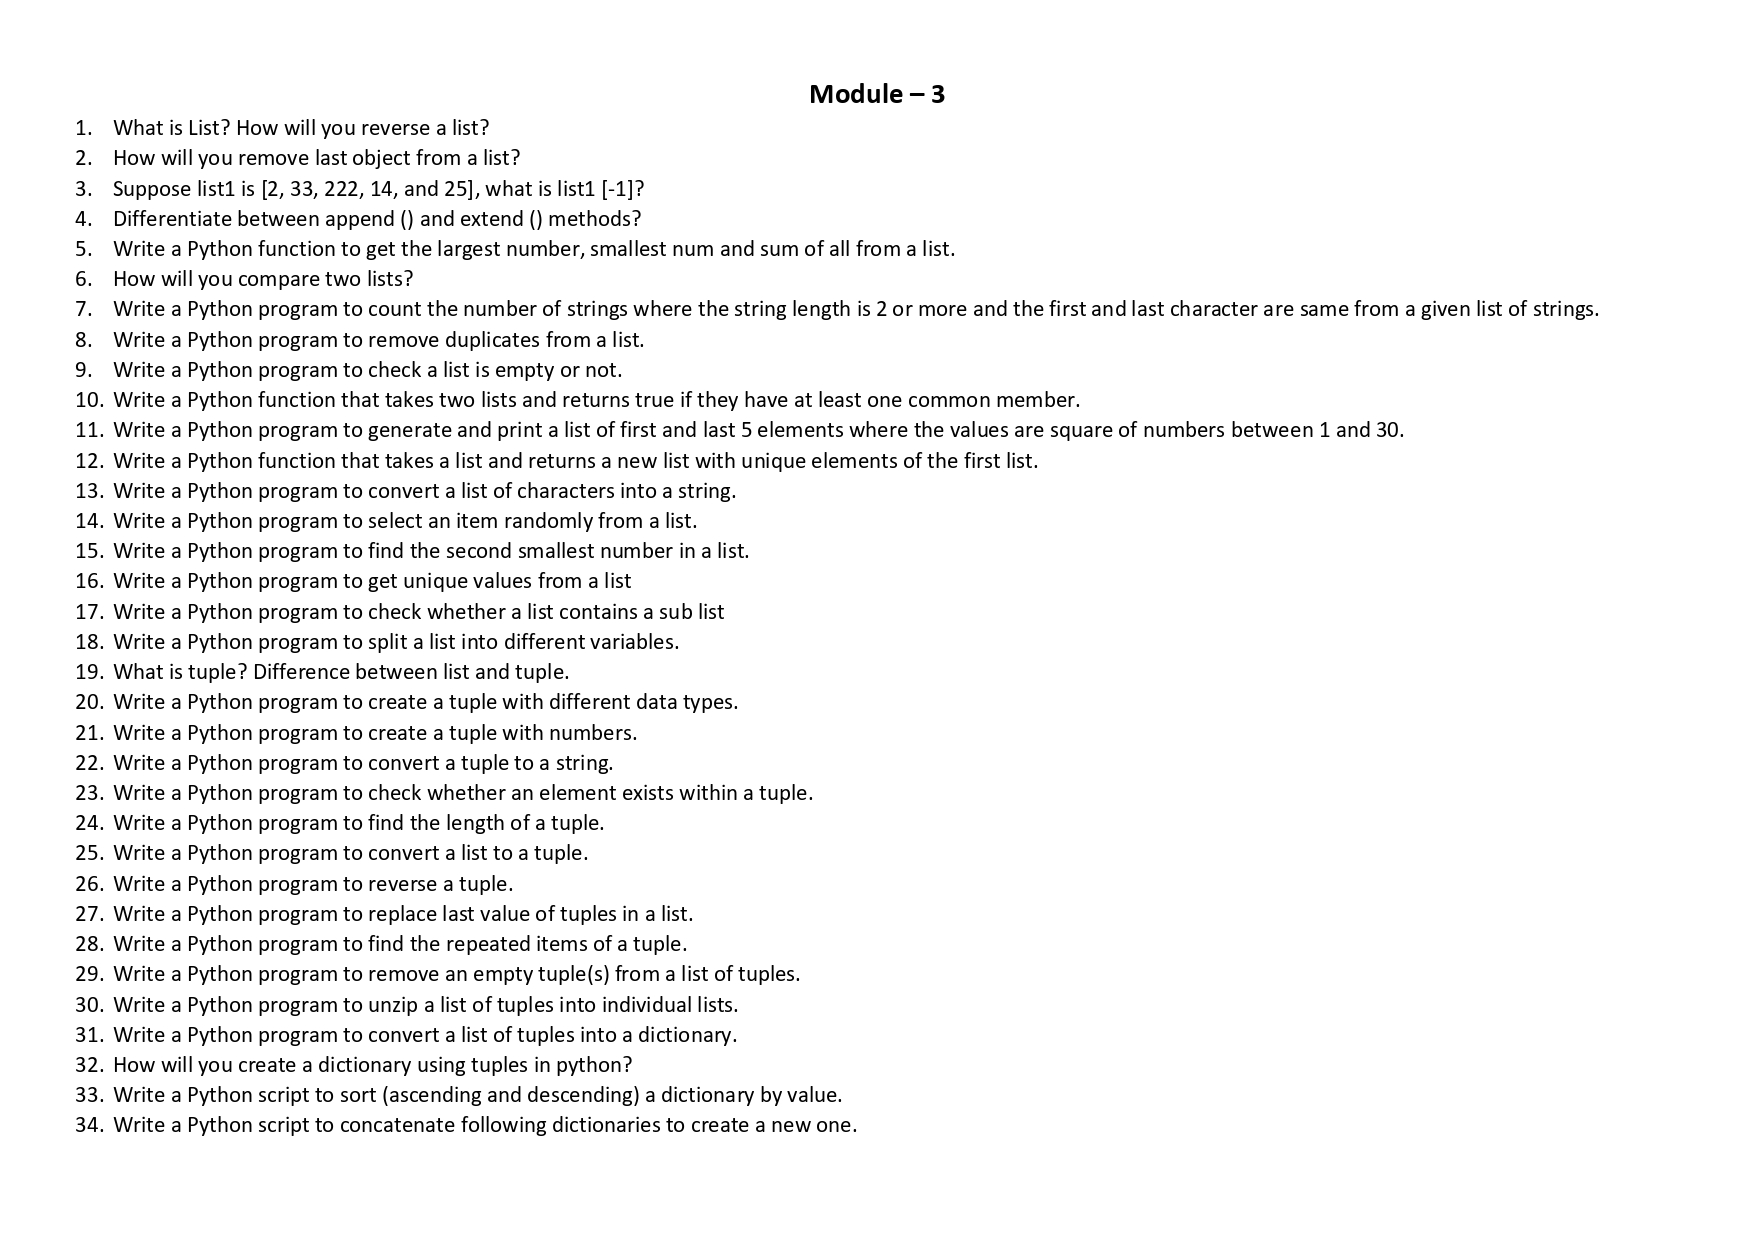 Module – 3
1. What is List? How will you reverse a list?
2. How will you remove last object from a list?
3. Suppose list1 is [2, 33, 222, 14, and 25], what is list1 [-1]?
4. Differentiate between append () and extend () methods?
5. Write a Python function to get the largest number, smallest num and sum of all from a list.
6. How will you compare two lists?
7. Write a Python program to count the number of strings where the string length is 2 or more and the first and last character are same from a given list of strings.
8. Write a Python program to remove duplicates from a list.
9. Write a Python program to check a list is empty or not.
10. Write a Python function that takes two lists and returns true if they have at least one common member.
11. Write a Python program to generate and print a list of first and last 5 elements where the values are square of numbers between 1 and 30.
12. Write a Python function that takes a list and returns a new list with unique elements of the first list.
13. Write a Python program to convert a list of characters into a string.
14. Write a Python program to select an item randomly from a list.
15. Write a Python program to find the second smallest number in a list.
16. Write a Python program to get unique values from a list
17. Write a Python program to check whether a list contains a sub list
18. Write a Python program to split a list into different variables.
19. What is tuple? Difference between list and tuple.
20. Write a Python program to create a tuple with different data types.
21. Write a Python program to create a tuple with numbers.
22. Write a Python program to convert a tuple to a string.
23. Write a Python program to check whether an element exists within a tuple.
24. Write a Python program to find the length of a tuple.
25. Write a Python program to convert a list to a tuple.
26. Write a Python program to reverse a tuple.
27. Write a Python program to replace last value of tuples in a list.
28. Write a Python program to find the repeated items of a tuple.
29. Write a Python program to remove an empty tuple(s) from a list of tuples.
30. Write a Python program to unzip a list of tuples into individual lists.
31. Write a Python program to convert a list of tuples into a dictionary.
32. How will you create a dictionary using tuples in python?
33. Write a Python script to sort (ascending and descending) a dictionary by value.
34. Write a Python script to concatenate following dictionaries to create a new one.